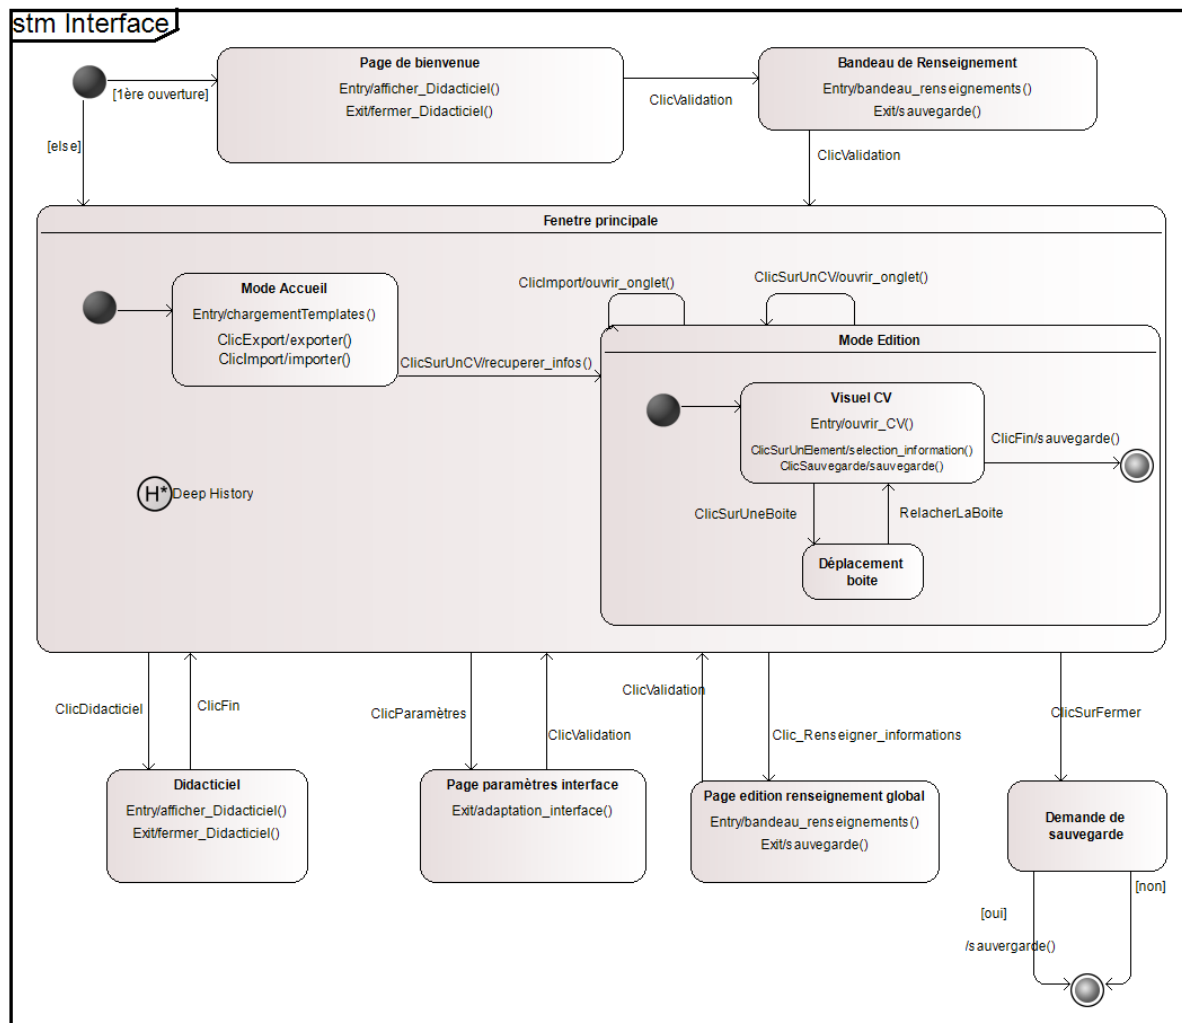 stm Interface
Page de bienvenue
Entry/afficher_Didacticiel()
Exit/fermer_Didacticiel()
[1ère ouverture]
ClicValidation
Bandeau de Renseignement
Entry/bandeau_renseignements()
Exit/sauvegarde()
[else]
ClicValidation
Fenetre principale
Mode Accueil
Entry/chargementTemplates()
ClicExport/exporter()
ClicImport/importer()
ClicSurUnCV/recuperer_infos()
ClicImport/ouvrir_onglet()
ClicSurUnCV/ouvrir_onglet()
Mode Edition
Visuel CV
Entry/ouvrir_CV()
ClicSurUnElement/selection_information()
ClicSauvegarde/sauvegarde()
ClicFin/sauvegarde()
H*
Deep History
ClicSurUneBoite
RelacherLaBoite
Déplacement
boite
ClicDidacticiel
ClicFin
ClicParamètres
ClicValidation
ClicValidation
Clic_Renseigner_informations
ClicSurFermer
Didacticiel
Entry/afficher_Didacticiel()
Exit/fermer_Didacticiel()
Page paramètres interface
Exit/adaptation_interface()
Page edition renseignement global
Entry/bandeau_renseignements()
Exit/sauvegarde()
Demande de
sauvegarde
[oui]
/sauvergarde()
[non]